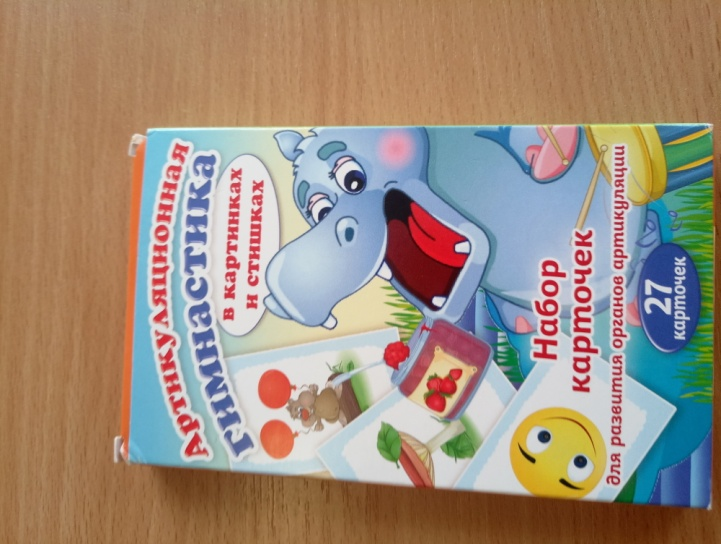 Артикуляционная
гимнастика
в картинках
и стишках
Набор
карточек
для развития органов артикуляции
27
карточек